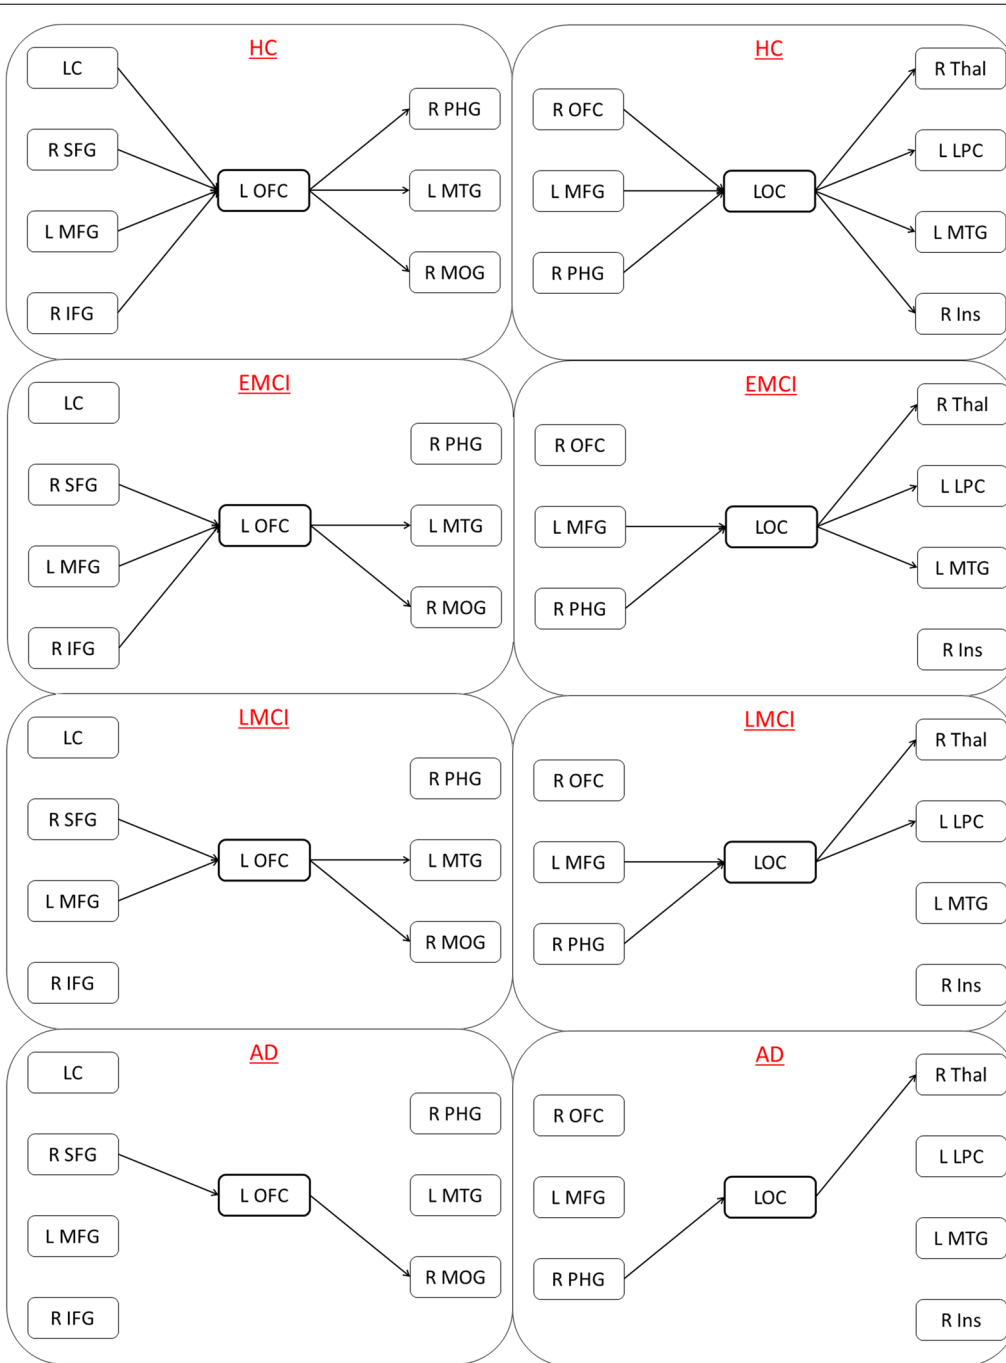 HC
LC
R SFG
L MFG
R IFG
L OFC
R PHG
L MTG
R MOG
HC
R OFC
L MFG
R PHG
LOC
R Thal
L LPC
L MTG
R Ins
EMCI
LC
R SFG
L MFG
R IFG
L OFC
R PHG
L MTG
R MOG
EMCI
R OFC
L MFG
R PHG
LOC
R Thal
L LPC
L MTG
R Ins
LMCI
LC
R SFG
L MFG
R IFG
L OFC
R PHG
L MTG
R MOG
LMCI
R OFC
L MFG
R PHG
LOC
R Thal
L LPC
L MTG
R Ins
AD
LC
R SFG
L MFG
R IFG
L OFC
R PHG
L MTG
R MOG
AD
R OFC
L MFG
R PHG
LOC
R Thal
L LPC
L MTG
R Ins